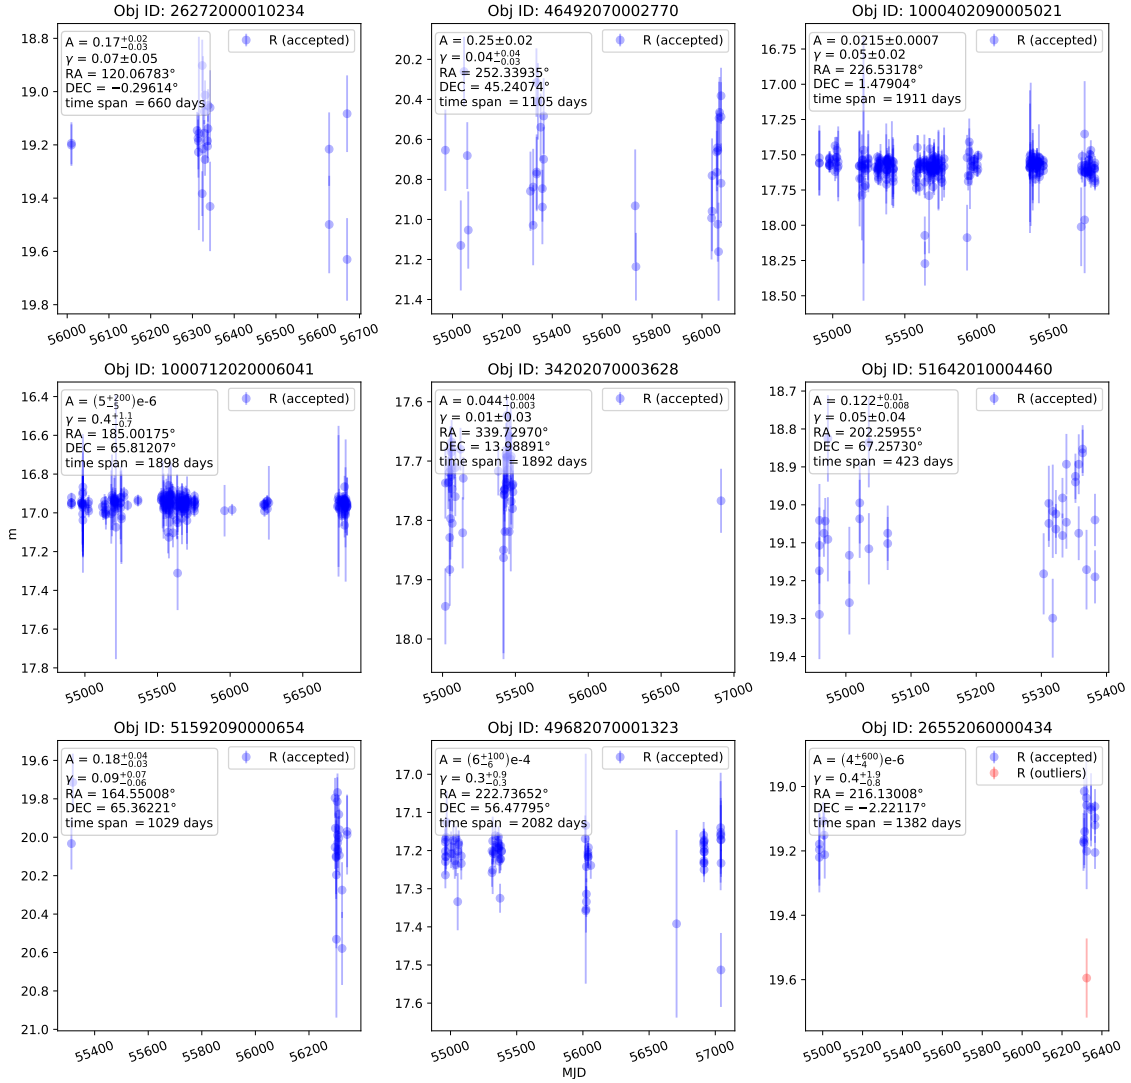 Obj ID: 26272000010234
A = 0.17+0.02−0.03
γ = 0.07±0.05
RA = 120.06783°
DEC = −0.29614°
time span = 660 days
R (accepted)
18.8
19.0
19.2
19.4
19.6
19.8
56000 56100 56200 56300 56400 56500 56600 56700
Obj ID: 46492070002770
A = 0.25±0.02
γ = 0.04+0.04−0.03
RA = 252.33935°
DEC = 45.24074°
time span = 1105 days
R (accepted)
20.2
20.4
20.6
20.8
21.0
21.2
21.4
55000 55200 55400 55600 55800 56000
Obj ID: 1000402090005021
A = 0.0215±0.0007
γ = 0.05±0.02
RA = 226.53178°
DEC = 1.47904°
time span = 1911 days
R (accepted)
16.75
17.00
17.25
17.50
17.75
18.00
18.25
18.50
55000 55500 56000 56500
Obj ID: 1000712020006041
A = (5+200−5)e-6
γ = 0.4+1.1−0.7
RA = 185.00175°
DEC = 65.81207°
time span = 1898 days
R (accepted)
16.4
16.6
16.8
17.0
17.2
17.4
17.6
17.8
m
55000 55500 56000 56500
Obj ID: 34202070003628
A = 0.044+0.004−0.003
γ = 0.01±0.03
RA = 339.72970°
DEC = 13.98891°
time span = 1892 days
R (accepted)
17.6
17.7
17.8
17.9
18.0
55000 55500 56000 56500 57000
Obj ID: 51642010004460
A = 0.122+0.01−0.008
γ = 0.05±0.04
RA = 202.25955°
DEC = 67.25730°
time span = 423 days
R (accepted)
18.7
18.8
18.9
19.0
19.1
19.2
19.3
19.4
55000 55100 55200 55300 55400
Obj ID: 51592090000654
A = 0.18+0.04−0.03
γ = 0.09+0.07−0.06
RA = 164.55008°
DEC = 65.36221°
time span = 1029 days
R (accepted)
19.6
19.8
20.0
20.2
20.4
20.6
20.8
21.0
55400 55600 55800 56000 56200
Obj ID: 49682070001323
A = (6+100−6)e-4
γ = 0.3+0.9−0.3
RA = 222.73652°
DEC = 56.47795°
time span = 2082 days
R (accepted)
17.0
17.1
17.2
17.3
17.4
17.5
17.6
55000 55500 56000 56500 57000
MJD
Obj ID: 26552060000434
A = (4+600−4)e-6
γ = 0.4+1.9−0.8
RA = 216.13008°
DEC = −2.22117°
time span = 1382 days
R (accepted)
R (outliers)
19.0
19.2
19.4
19.6
55000 55200 55400 55600 55800 56000 56200 56400